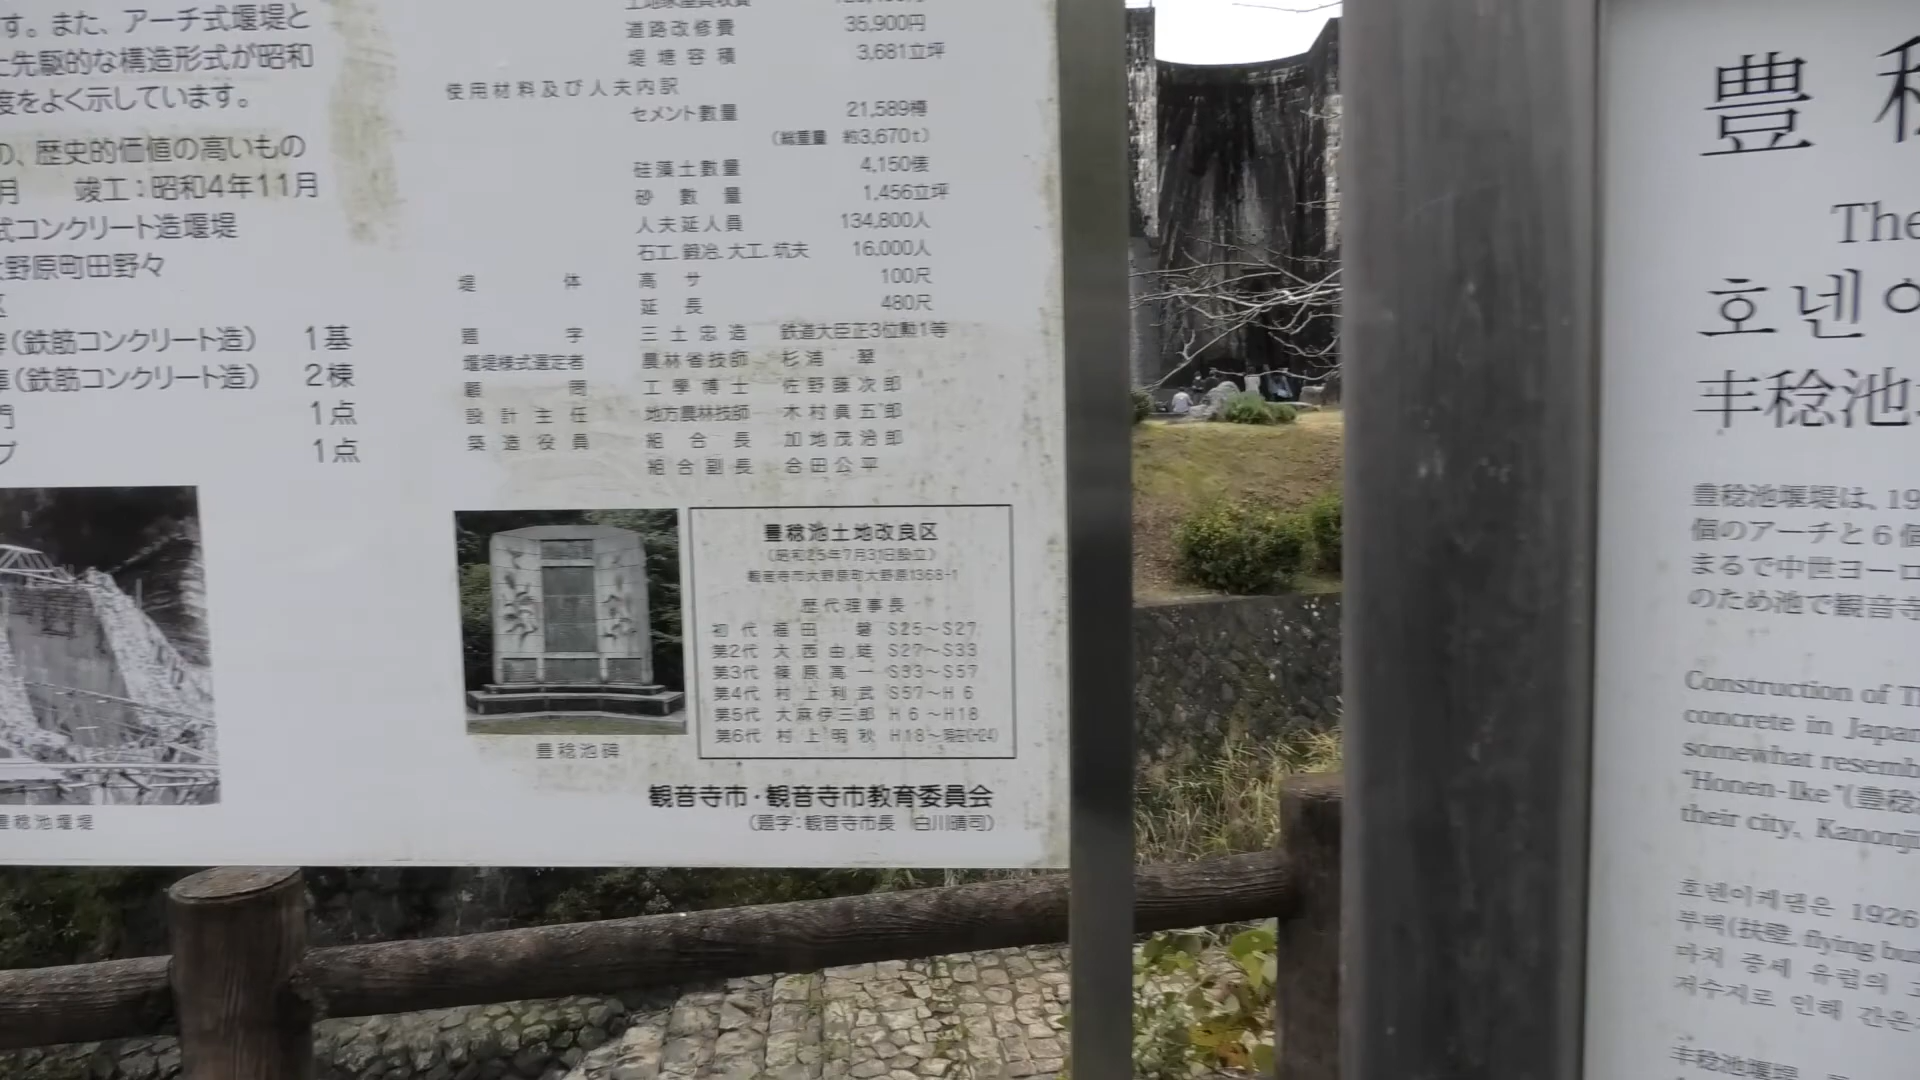 す。また、アーチ式堰堤と
先駆的な構造形式が昭和
度をよく示しています。
の、歴史的価値の高いもの
月 竣工：昭和4年11月
式コンクリート造堰堤
大野原町田野々
(鉄筋コンクリート造) 1基
(鉄筋コンクリート造) 2棟
門 1点
プ 1点
豊稔池堰堤
道路改修費 35,900円
堤塘容積 3,681立坪
使用材料及び人夫内訳
セメント数量 21,589樽
(総重量 約3,670t)
硅藻土数量 4,150俵
砂数量 1,456立坪
人夫延人員 134,800人
石工.鍛冶.大工.坑夫 16,000人
堤体 高サ 100尺
延長 480尺
題字 三土忠造 鉄道大臣正3位勲1等
堰堤様式選定者 農林省技師 杉浦 翠
顧問 工學博士 佐野藤次郎
設計主任 地方農林技師 木村眞五郎
築造役員 組合長 加地茂治郎
組合副長 合田公平
豊稔池碑
豊稔池土地改良区
(昭和25年7月31日設立)
観音寺市大野原町大野原1368-1
歴代理事長
初代 S25～S27
第2代 大西由 S27～S33
第3代 篠原高一 S33～S57
第4代 村上利武 S57～H6
第5代 大麻伊三郎 H6～H18
第6代 村上明秋 H18～現在(H24)
観音寺市・観音寺市教育委員会
(題字：観音寺市長 白川晴司)
豊
The
호넨이
丰稔池
豊稔池堰堤は、19
個のアーチと6個
まるで中世ヨーロ
のため池で観音寺
Construction of T
concrete in Japan
somewhat resemb
"Honen-Ike"(豊稔
their city, Kanonji
호넨이케댐은 1926
부벽(扶壁, flying bu
마치 중세 유럽의
저수지로 인해 간은
丰稔池堰堤